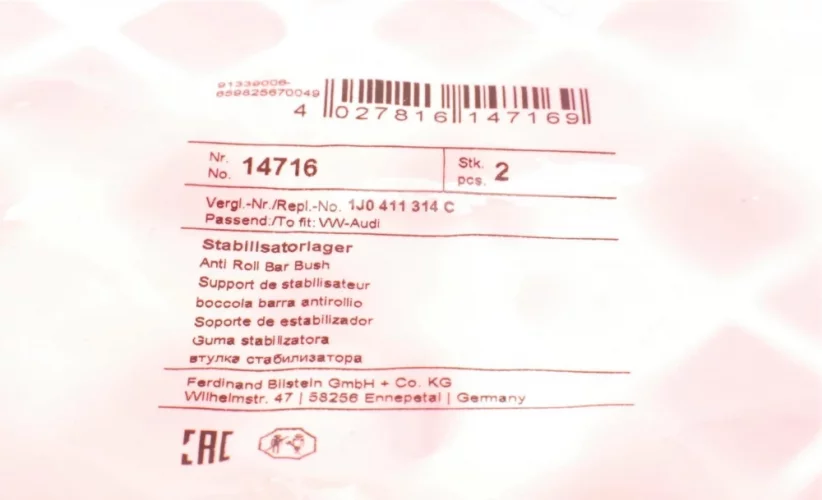 91339006-
659825670049
4 027816 147169
Nr. No. 14716 Stk. pcs. 2
Vergl.-Nr./Repl.-No. 1J0 411 314 C
Passend:/To fit: VW-Audi
Stabilisatorlager
Anti Roll Bar Bush
Support de stabilisateur
boccola barra antirollio
Soporte de estabilizador
Guma stabilizatora
втулка стабилизатора
Ferdinand Bilstein GmbH + Co. KG
Wilhelmstr. 47 | 58256 Ennepetal | Germany
EAC